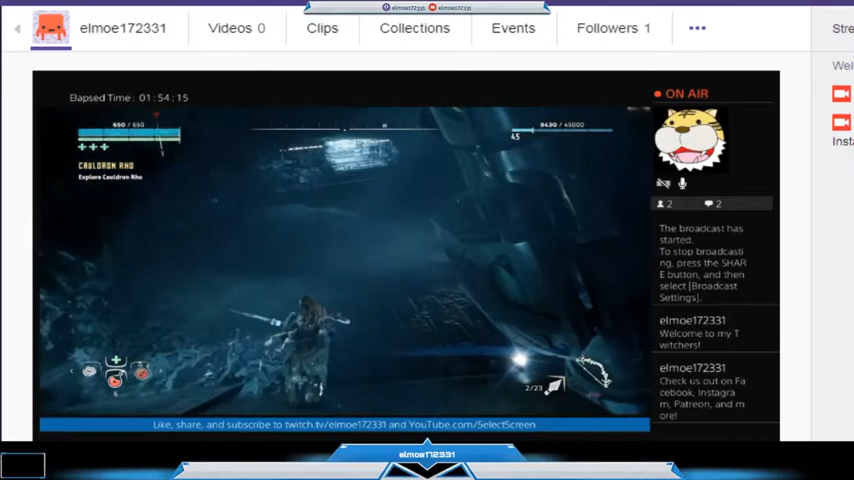 elmoe172331 elmoe172331
elmoe172331 Videos 0 Clips Collections Events Followers 1 •••
Stre
Wel
Insta
Elapsed Time : 01:54:15
ON AIR
650 / 650
9430 / 45000
45
CAULDRON RHO
Explore Cauldron Rho
2 2
The broadcast has
started.
To stop broadcasti
ng, press the SHAR
E button, and then
select [Broadcast
Settings].
elmoe172331
Welcome to my T
witchers!
elmoe172331
Check us out on Fa
cebook, Instagra
m, Patreon, and m
ore!
6
2/23
Like, share, and subscribe to twitch.tv/elmoe172331 and YouTube.com/5electScreen
elmoe172331